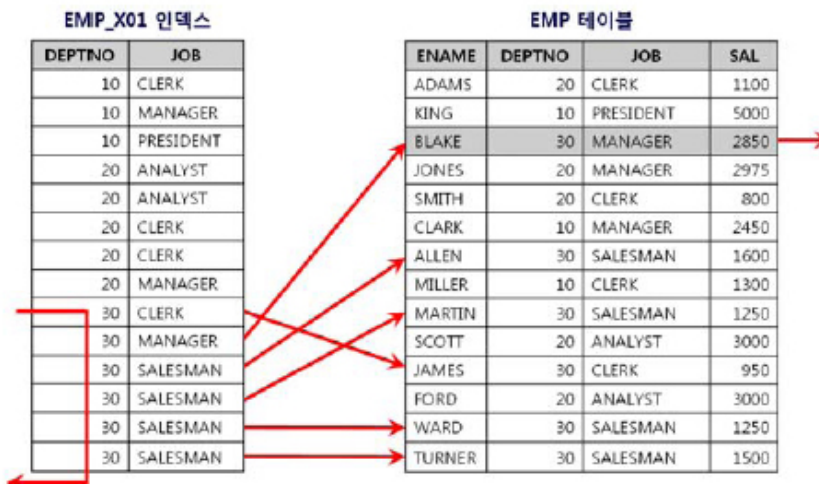 EMP_X01 인덱스
DEPTNO JOB
10 CLERK
10 MANAGER
10 PRESIDENT
20 ANALYST
20 ANALYST
20 CLERK
20 CLERK
20 MANAGER
30 CLERK
30 MANAGER
30 SALESMAN
30 SALESMAN
30 SALESMAN
30 SALESMAN
EMP 테이블
ENAME DEPTNO JOB SAL
ADAMS 20 CLERK 1100
KING 10 PRESIDENT 5000
BLAKE 30 MANAGER 2850
JONES 20 MANAGER 2975
SMITH 20 CLERK 800
CLARK 10 MANAGER 2450
ALLEN 30 SALESMAN 1600
MILLER 10 CLERK 1300
MARTIN 30 SALESMAN 1250
SCOTT 20 ANALYST 3000
JAMES 30 CLERK 950
FORD 20 ANALYST 3000
WARD 30 SALESMAN 1250
TURNER 30 SALESMAN 1500